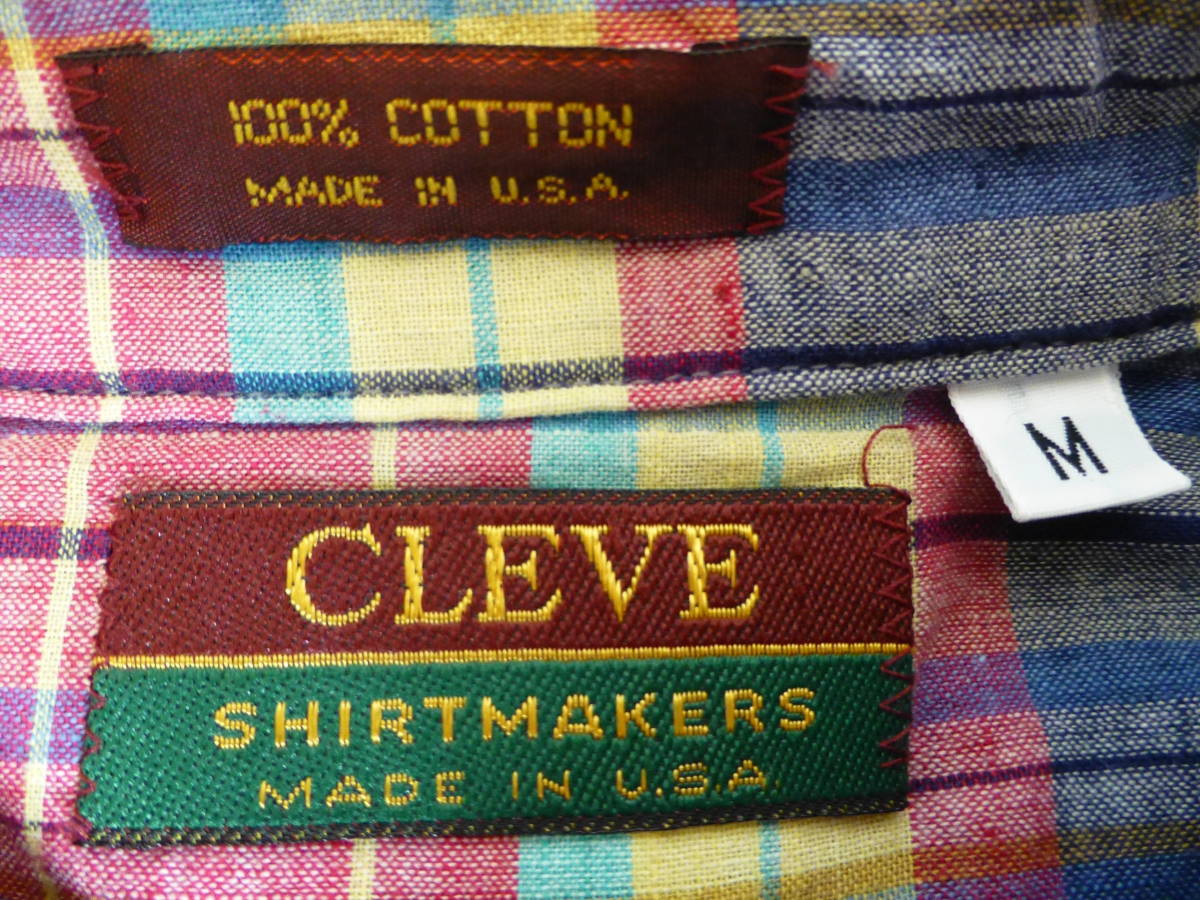 100% COTTON
MADE IN U.S.A.
M
CLEVE
SHIRTMAKERS
MADE IN U.S.A.